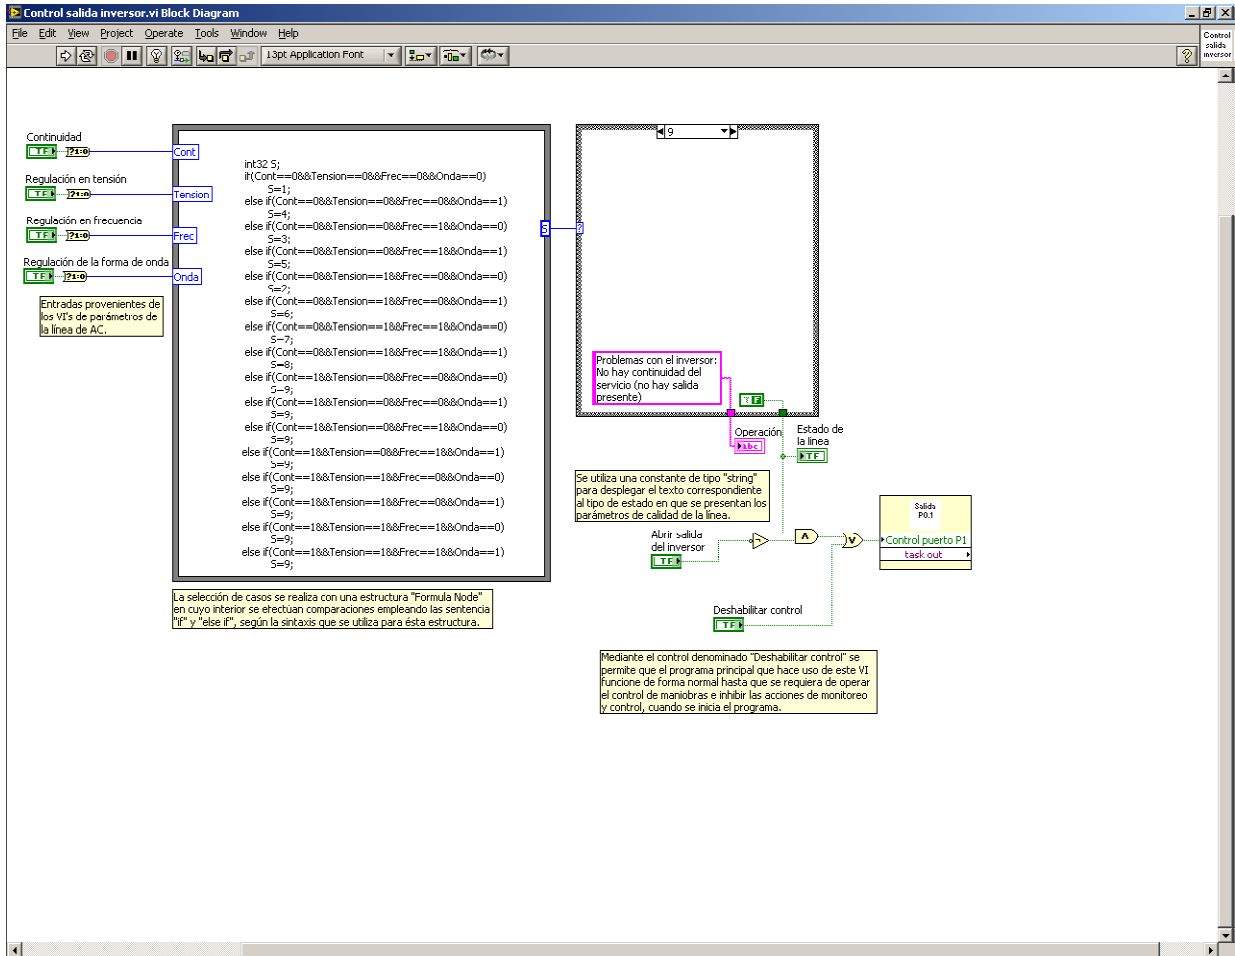 Control salida inversor.vi Block Diagram
File Edit View Project Operate Tools Window Help
13pt Application Font
Control
salida
inversor
Continuidad
TF
?1:0
Cont
Regulación en tensión
TF
?1:0
Tension
Regulación en frecuencia
TF
?1:0
Frec
Regulación de la forma de onda
TF
?1:0
Onda
Entradas provenientes de
los VI's de parámetros de
la línea de AC.
int32 S;
if(Cont==0&&Tension==0&&Frec==0&&Onda==0)
S=1;
else if(Cont==0&&Tension==0&&Frec==0&&Onda==1)
S=4;
else if(Cont==0&&Tension==0&&Frec==1&&Onda==0)
S=3;
else if(Cont==0&&Tension==0&&Frec==1&&Onda==1)
S=5;
else if(Cont==0&&Tension==1&&Frec==0&&Onda==0)
S=2;
else if(Cont==0&&Tension==1&&Frec==0&&Onda==1)
S=6;
else if(Cont==0&&Tension==1&&Frec==1&&Onda==0)
S=7;
else if(Cont==0&&Tension==1&&Frec==1&&Onda==1)
S=8;
else if(Cont==1&&Tension==0&&Frec==0&&Onda==0)
S=9;
else if(Cont==1&&Tension==0&&Frec==0&&Onda==1)
S=9;
else if(Cont==1&&Tension==0&&Frec==1&&Onda==0)
S=9;
else if(Cont==1&&Tension==0&&Frec==1&&Onda==1)
S=9;
else if(Cont==1&&Tension==1&&Frec==0&&Onda==0)
S=9;
else if(Cont==1&&Tension==1&&Frec==0&&Onda==1)
S=9;
else if(Cont==1&&Tension==1&&Frec==1&&Onda==0)
S=9;
else if(Cont==1&&Tension==1&&Frec==1&&Onda==1)
S=9;
S
La selección de casos se realiza con una estructura "Formula Node"
en cuyo interior se efectúan comparaciones empleando las sentencia
"if" y "else if", según la sintaxis que se utiliza para ésta estructura.
9
?
Problemas con el inversor:
No hay continuidad del
servicio (no hay salida
presente)
F
Operación
abc
Estado de
la linea
TF
Se utiliza una constante de tipo "string"
para desplegar el texto correspondiente
al tipo de estado en que se presentan los
parámetros de calidad de la línea.
Abrir salida
del inversor
TF
A
V
Salida
P0.1
Control puerto P1
task out
Deshabilitar control
TF
Mediante el control denominado "Deshabilitar control" se
permite que el programa principal que hace uso de este VI
funcione de forma normal hasta que se requiera de operar
el control de maniobras e inhibir las acciones de monitoreo
y control, cuando se inicia el programa.